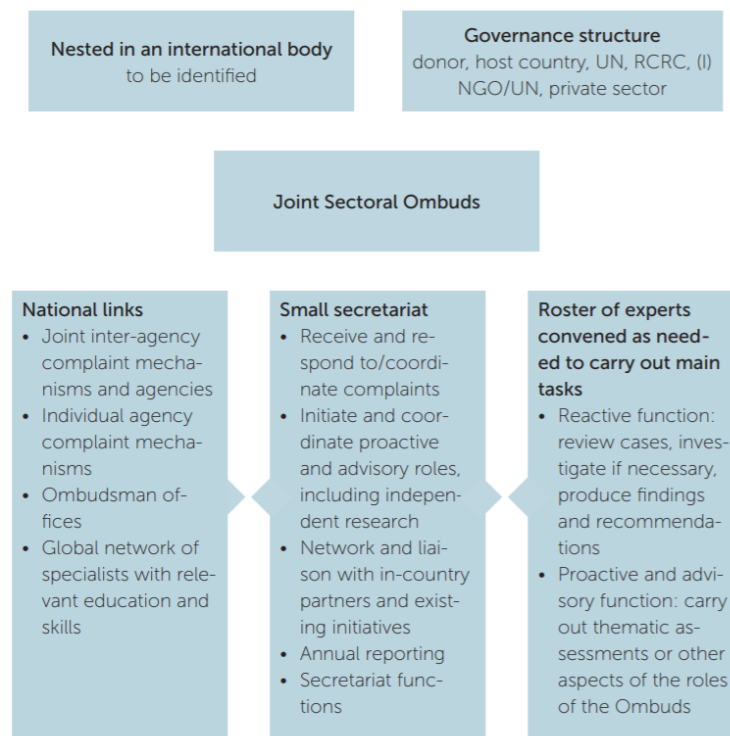 Nested in an international body
to be identified
Governance structure
donor, host country, UN, RCRC, (I)
NGO/UN, private sector
Joint Sectoral Ombuds
National links
• Joint inter-agency
complaint mecha-
nisms and agencies
• Individual agency
complaint mecha-
nisms
• Ombudsman of-
fices
• Global network of
specialists with rele-
vant education and
skills
Small secretariat
• Receive and re-
spond to/coordi-
nate complaints
• Initiate and coor-
dinate proactive
and advisory roles,
including indepen-
dent research
• Network and liai-
son with in-country
partners and exist-
ing initiatives
• Annual reporting
• Secretariat func-
tions
Roster of experts
convened as need-
ed to carry out main
tasks
• Reactive function:
review cases, inves-
tigate if necessary,
produce findings
and recommenda-
tions
• Proactive and advi-
sory function: carry
out thematic as-
sessments or other
aspects of the roles
of the Ombuds